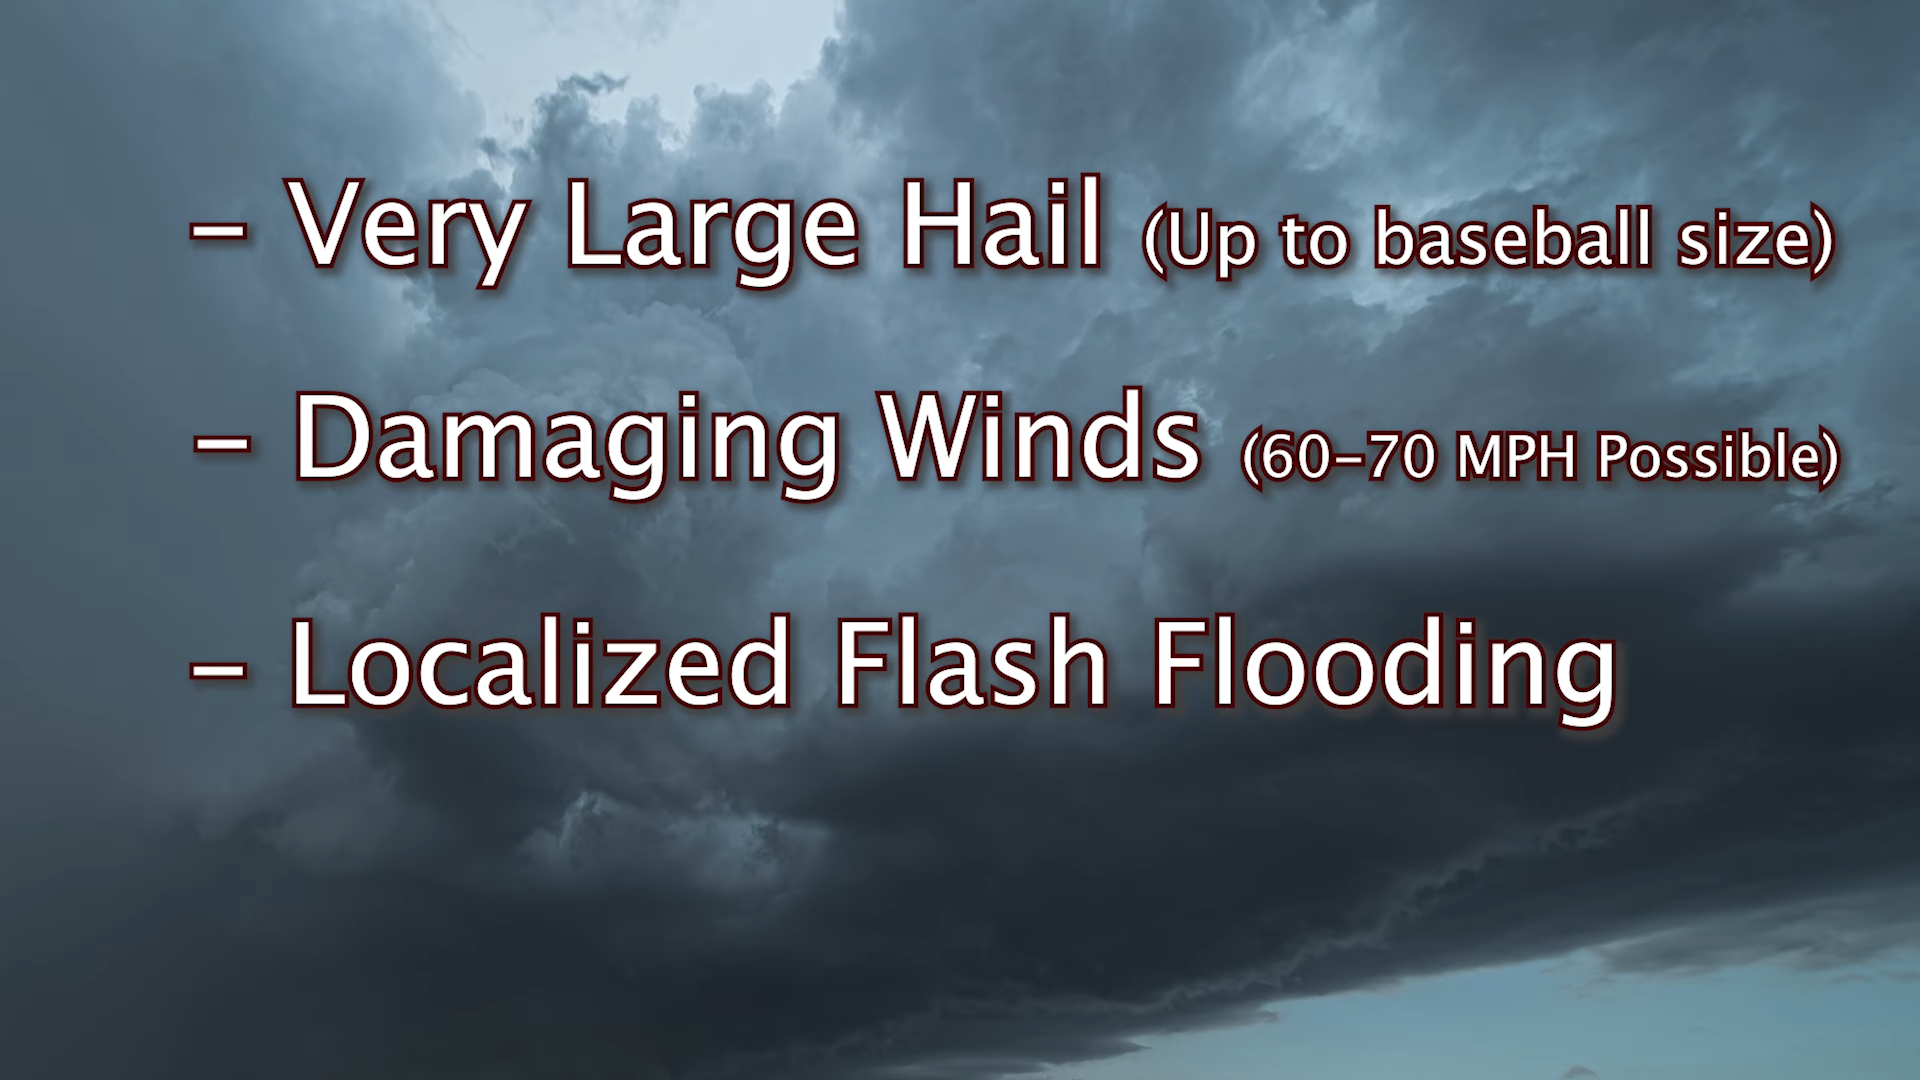 - Very Large Hail (Up to baseball size)
- Damaging Winds (60-70 MPH Possible)
- Localized Flash Flooding